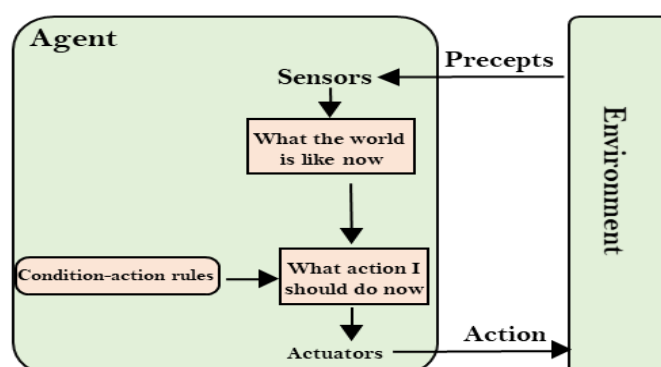 Agent
Precepts
Sensors
What the world
is like now
Environment
Condition-action rules
What action I
should do now
Action
Actuators